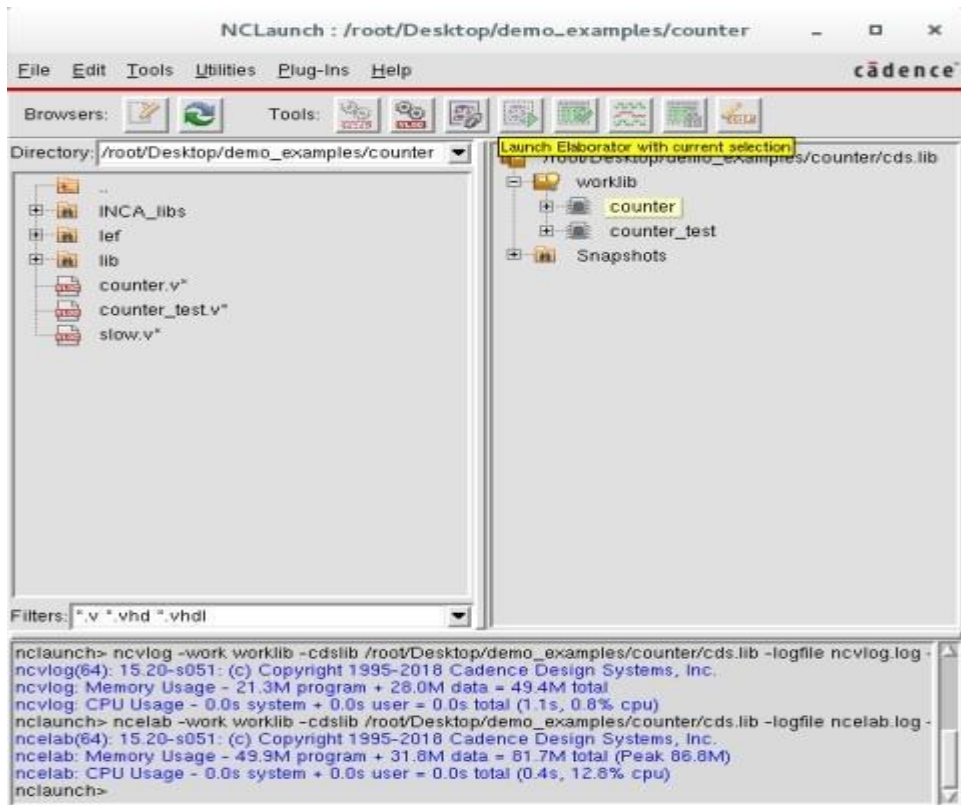 NCLaunch : /root/Desktop/demo_examples/counter
File Edit Tools Utilities Plug-Ins Help
cādence
Browsers:
Tools:
Directory: /root/Desktop/demo_examples/counter
Launch Elaborator with current selection
/root/Desktop/demo_examples/counter/cds.lib
..
INCA_libs
lef
lib
counter.v*
counter_test.v*
slow.v*
worklib
counter
counter_test
Snapshots
Filters: *.v *.vhd *.vhdl
nclaunch> ncvlog -work worklib -cdslib /root/Desktop/demo_examples/counter/cds.lib -logfile ncvlog.log -
ncvlog(64): 15.20-s051: (c) Copyright 1995-2018 Cadence Design Systems, Inc.
ncvlog: Memory Usage - 21.3M program + 28.0M data = 49.4M total
ncvlog: CPU Usage - 0.0s system + 0.0s user = 0.0s total (1.1s, 0.8% cpu)
nclaunch> ncelab -work worklib -cdslib /root/Desktop/demo_examples/counter/cds.lib -logfile ncelab.log -
ncelab(64): 15.20-s051: (c) Copyright 1995-2018 Cadence Design Systems, Inc.
ncelab: Memory Usage - 49.9M program + 31.8M data = 81.7M total (Peak 86.8M)
ncelab: CPU Usage - 0.0s system + 0.0s user = 0.0s total (0.4s, 12.8% cpu)
nclaunch>